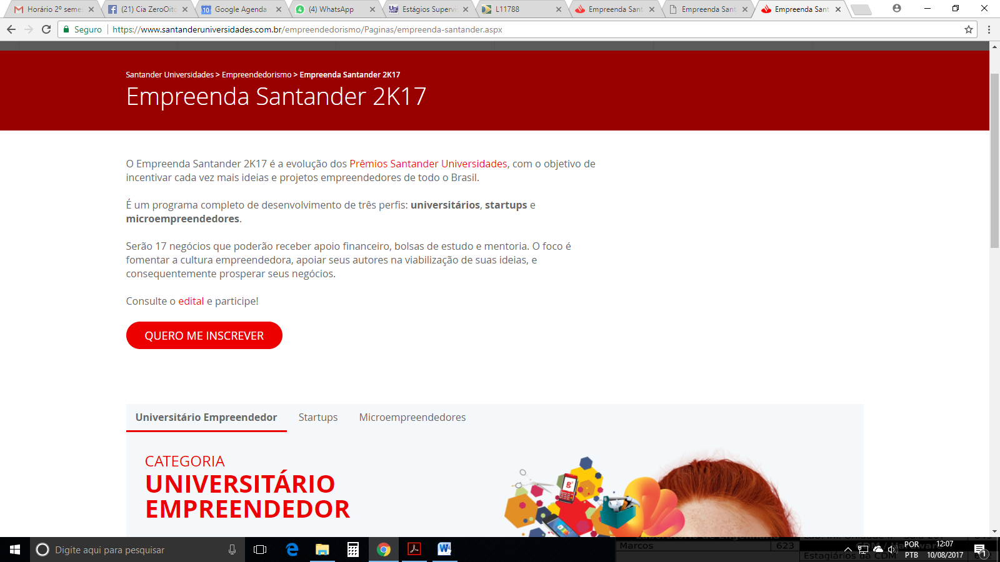 Horário 2º seme
(21) Cia ZeroOito
Google Agenda
(4) WhatsApp
Estágios Supervis
L11788
Empreenda Sant
Empreenda Sant
Empreenda Sant
Seguro
https://www.santanderuniversidades.com.br/empreendedorismo/Paginas/empreenda-santander.aspx
Santander Universidades > Empreendedorismo > Empreenda Santander 2K17
Empreenda Santander 2K17
O Empreenda Santander 2K17 é a evolução dos Prêmios Santander Universidades, com o objetivo de
incentivar cada vez mais ideias e projetos empreendedores de todo o Brasil.
É um programa completo de desenvolvimento de três perfis: universitários, startups e
microempreendedores.
Serão 17 negócios que poderão receber apoio financeiro, bolsas de estudo e mentoria. O foco é
fomentar a cultura empreendedora, apoiar seus autores na viabilização de suas ideias, e
consequentemente prosperar seus negócios.
Consulte o edital e participe!
QUERO ME INSCREVER
Universitário Empreendedor
Startups
Microempreendedores
CATEGORIA
UNIVERSITÁRIO
EMPREENDEDOR
Digite aqui para pesquisar
Marcos
623
Estagiários da CDM
POR
PTB
12:07
10/08/2017
1